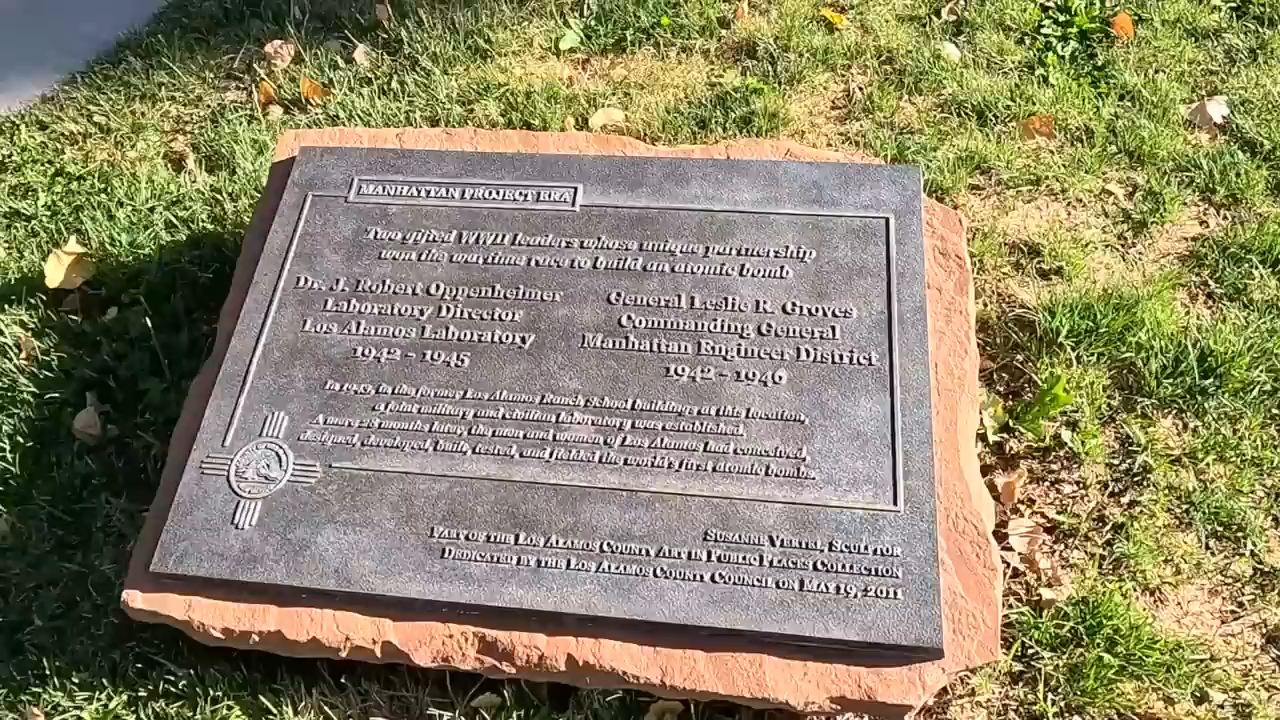 MANHATTAN PROJECT ERA
Two gifted WWII leaders whose unique partnership
won the wartime race to build an atomic bomb
Dr. J. Robert Oppenheimer
Laboratory Director
Los Alamos Laboratory
1942 - 1945
General Leslie R. Groves
Commanding General
Manhattan Engineer District
1942 - 1946
In 1943, in the former Los Alamos Ranch School buildings at this location,
a joint military and civilian laboratory was established.
A mere 28 months later, the men and women of Los Alamos had conceived,
designed, developed, built, tested, and fielded the world's first atomic bombs.
SUSANNE VERTEL, SCULPTOR
PART OF THE LOS ALAMOS COUNTY ART IN PUBLIC PLACES COLLECTION
DEDICATED BY THE LOS ALAMOS COUNTY COUNCIL ON MAY 19, 2011